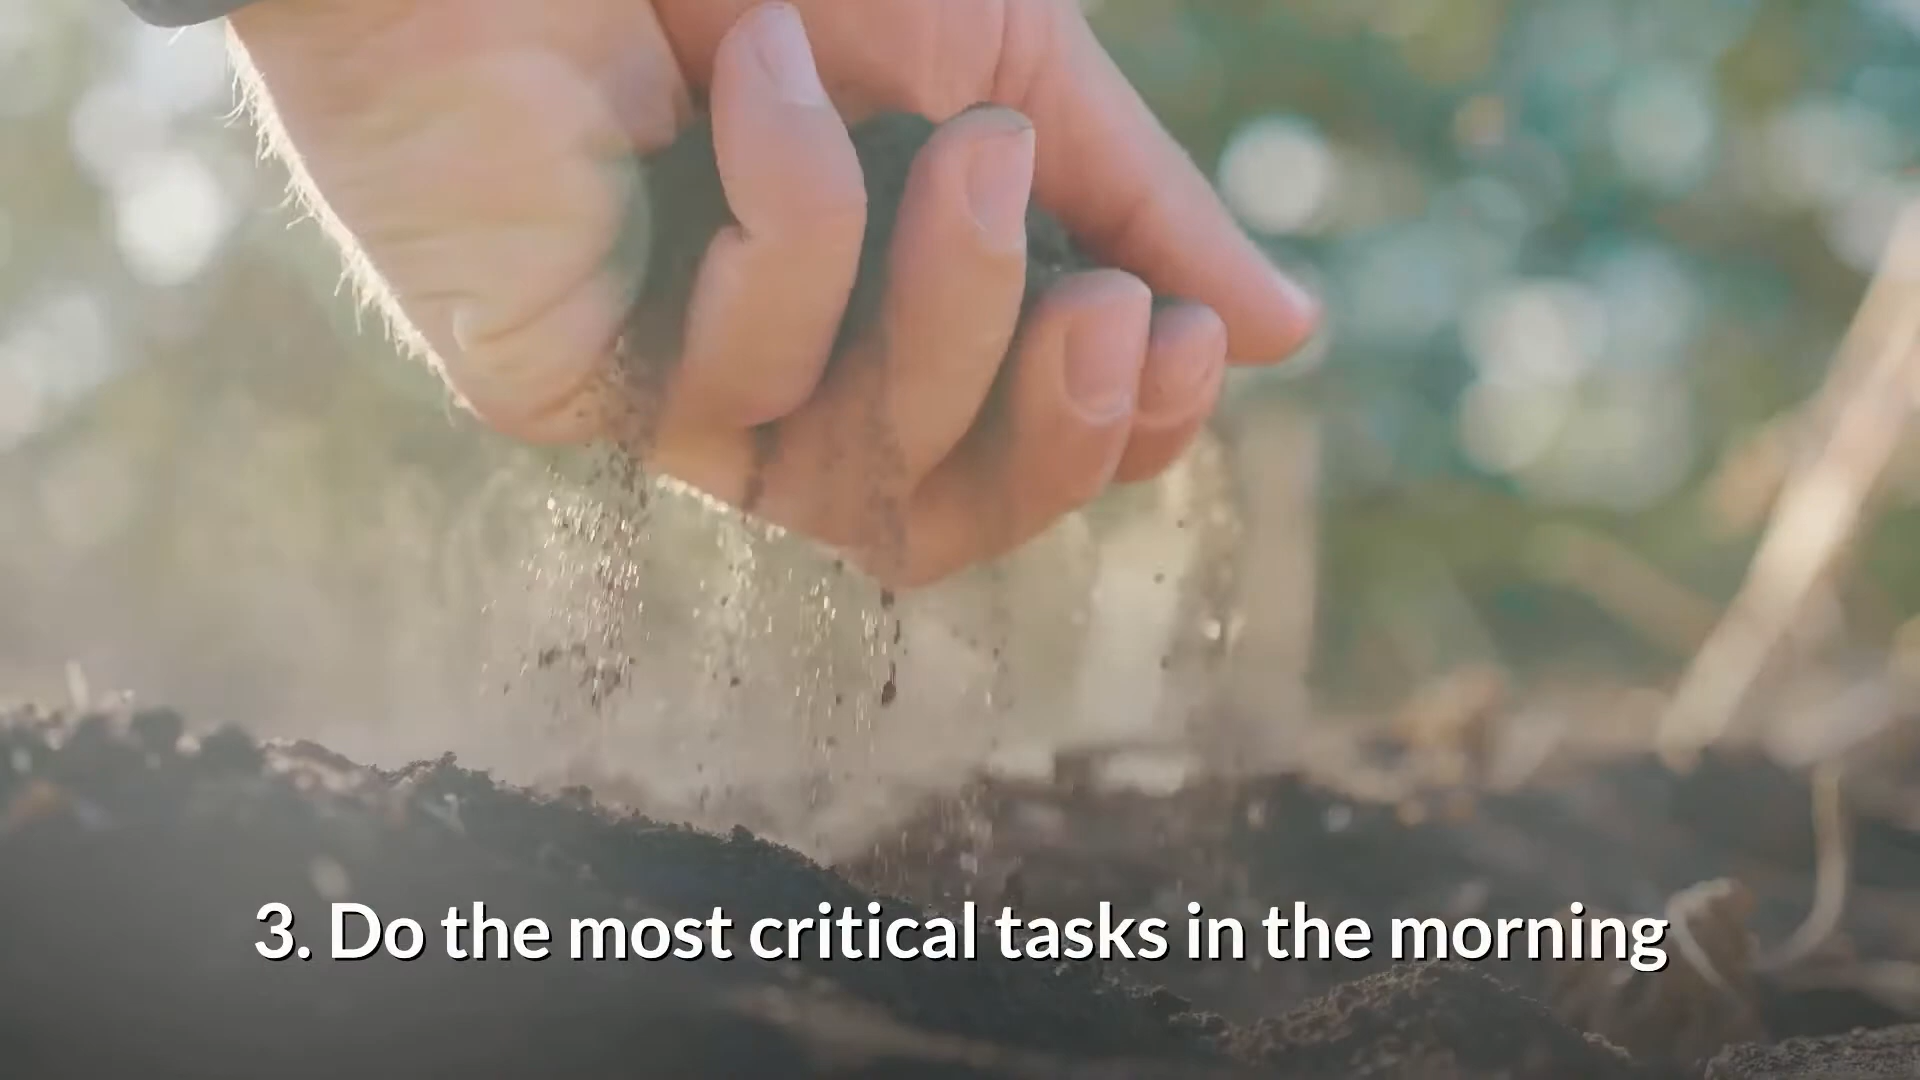 3. Do the most critical tasks in the morning